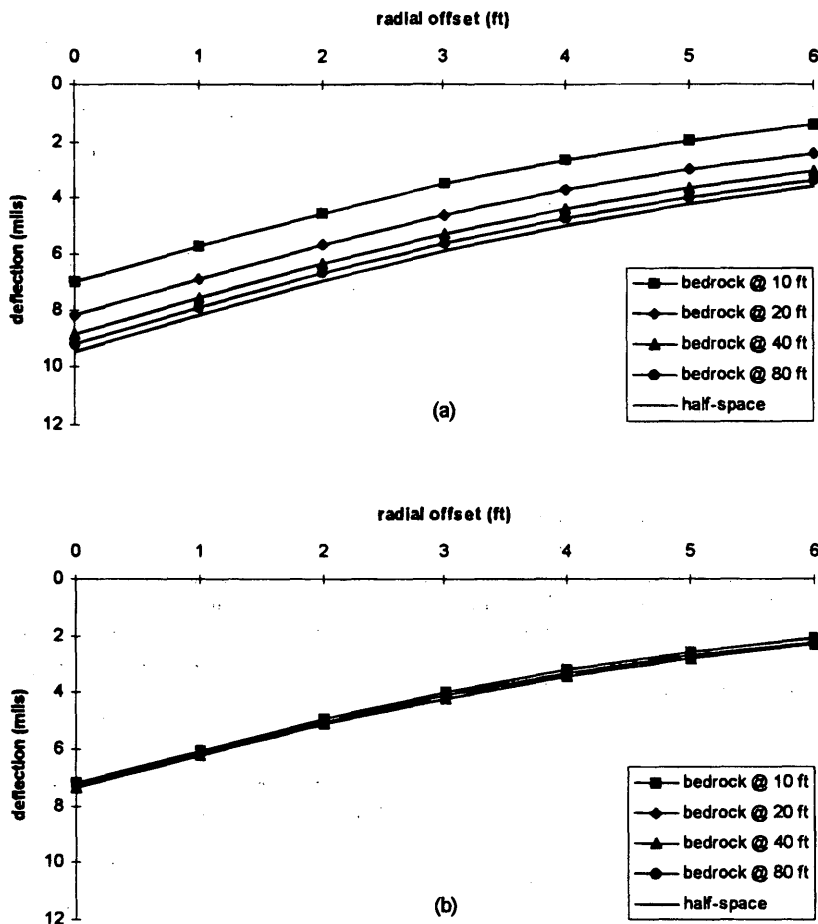 radial offset (ft)
0 1 2 3 4 5 6
0
2
4
6
8
10
12
deflection (mils)
bedrock @ 10 ft
bedrock @ 20 ft
bedrock @ 40 ft
bedrock @ 80 ft
half-space
(a)
radial offset (ft)
0 1 2 3 4 5 6
0
2
4
6
8
10
12
deflection (mils)
bedrock @ 10 ft
bedrock @ 20 ft
bedrock @ 40 ft
bedrock @ 80 ft
half-space
(b)